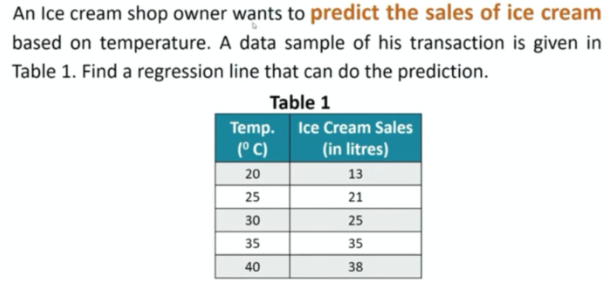 An Ice cream shop owner wants to predict the sales of ice cream
based on temperature. A data sample of his transaction is given in
Table 1. Find a regression line that can do the prediction.
Table 1
Temp. Ice Cream Sales
(⁰ C) (in litres)
20 13
25 21
30 25
35 35
40 38